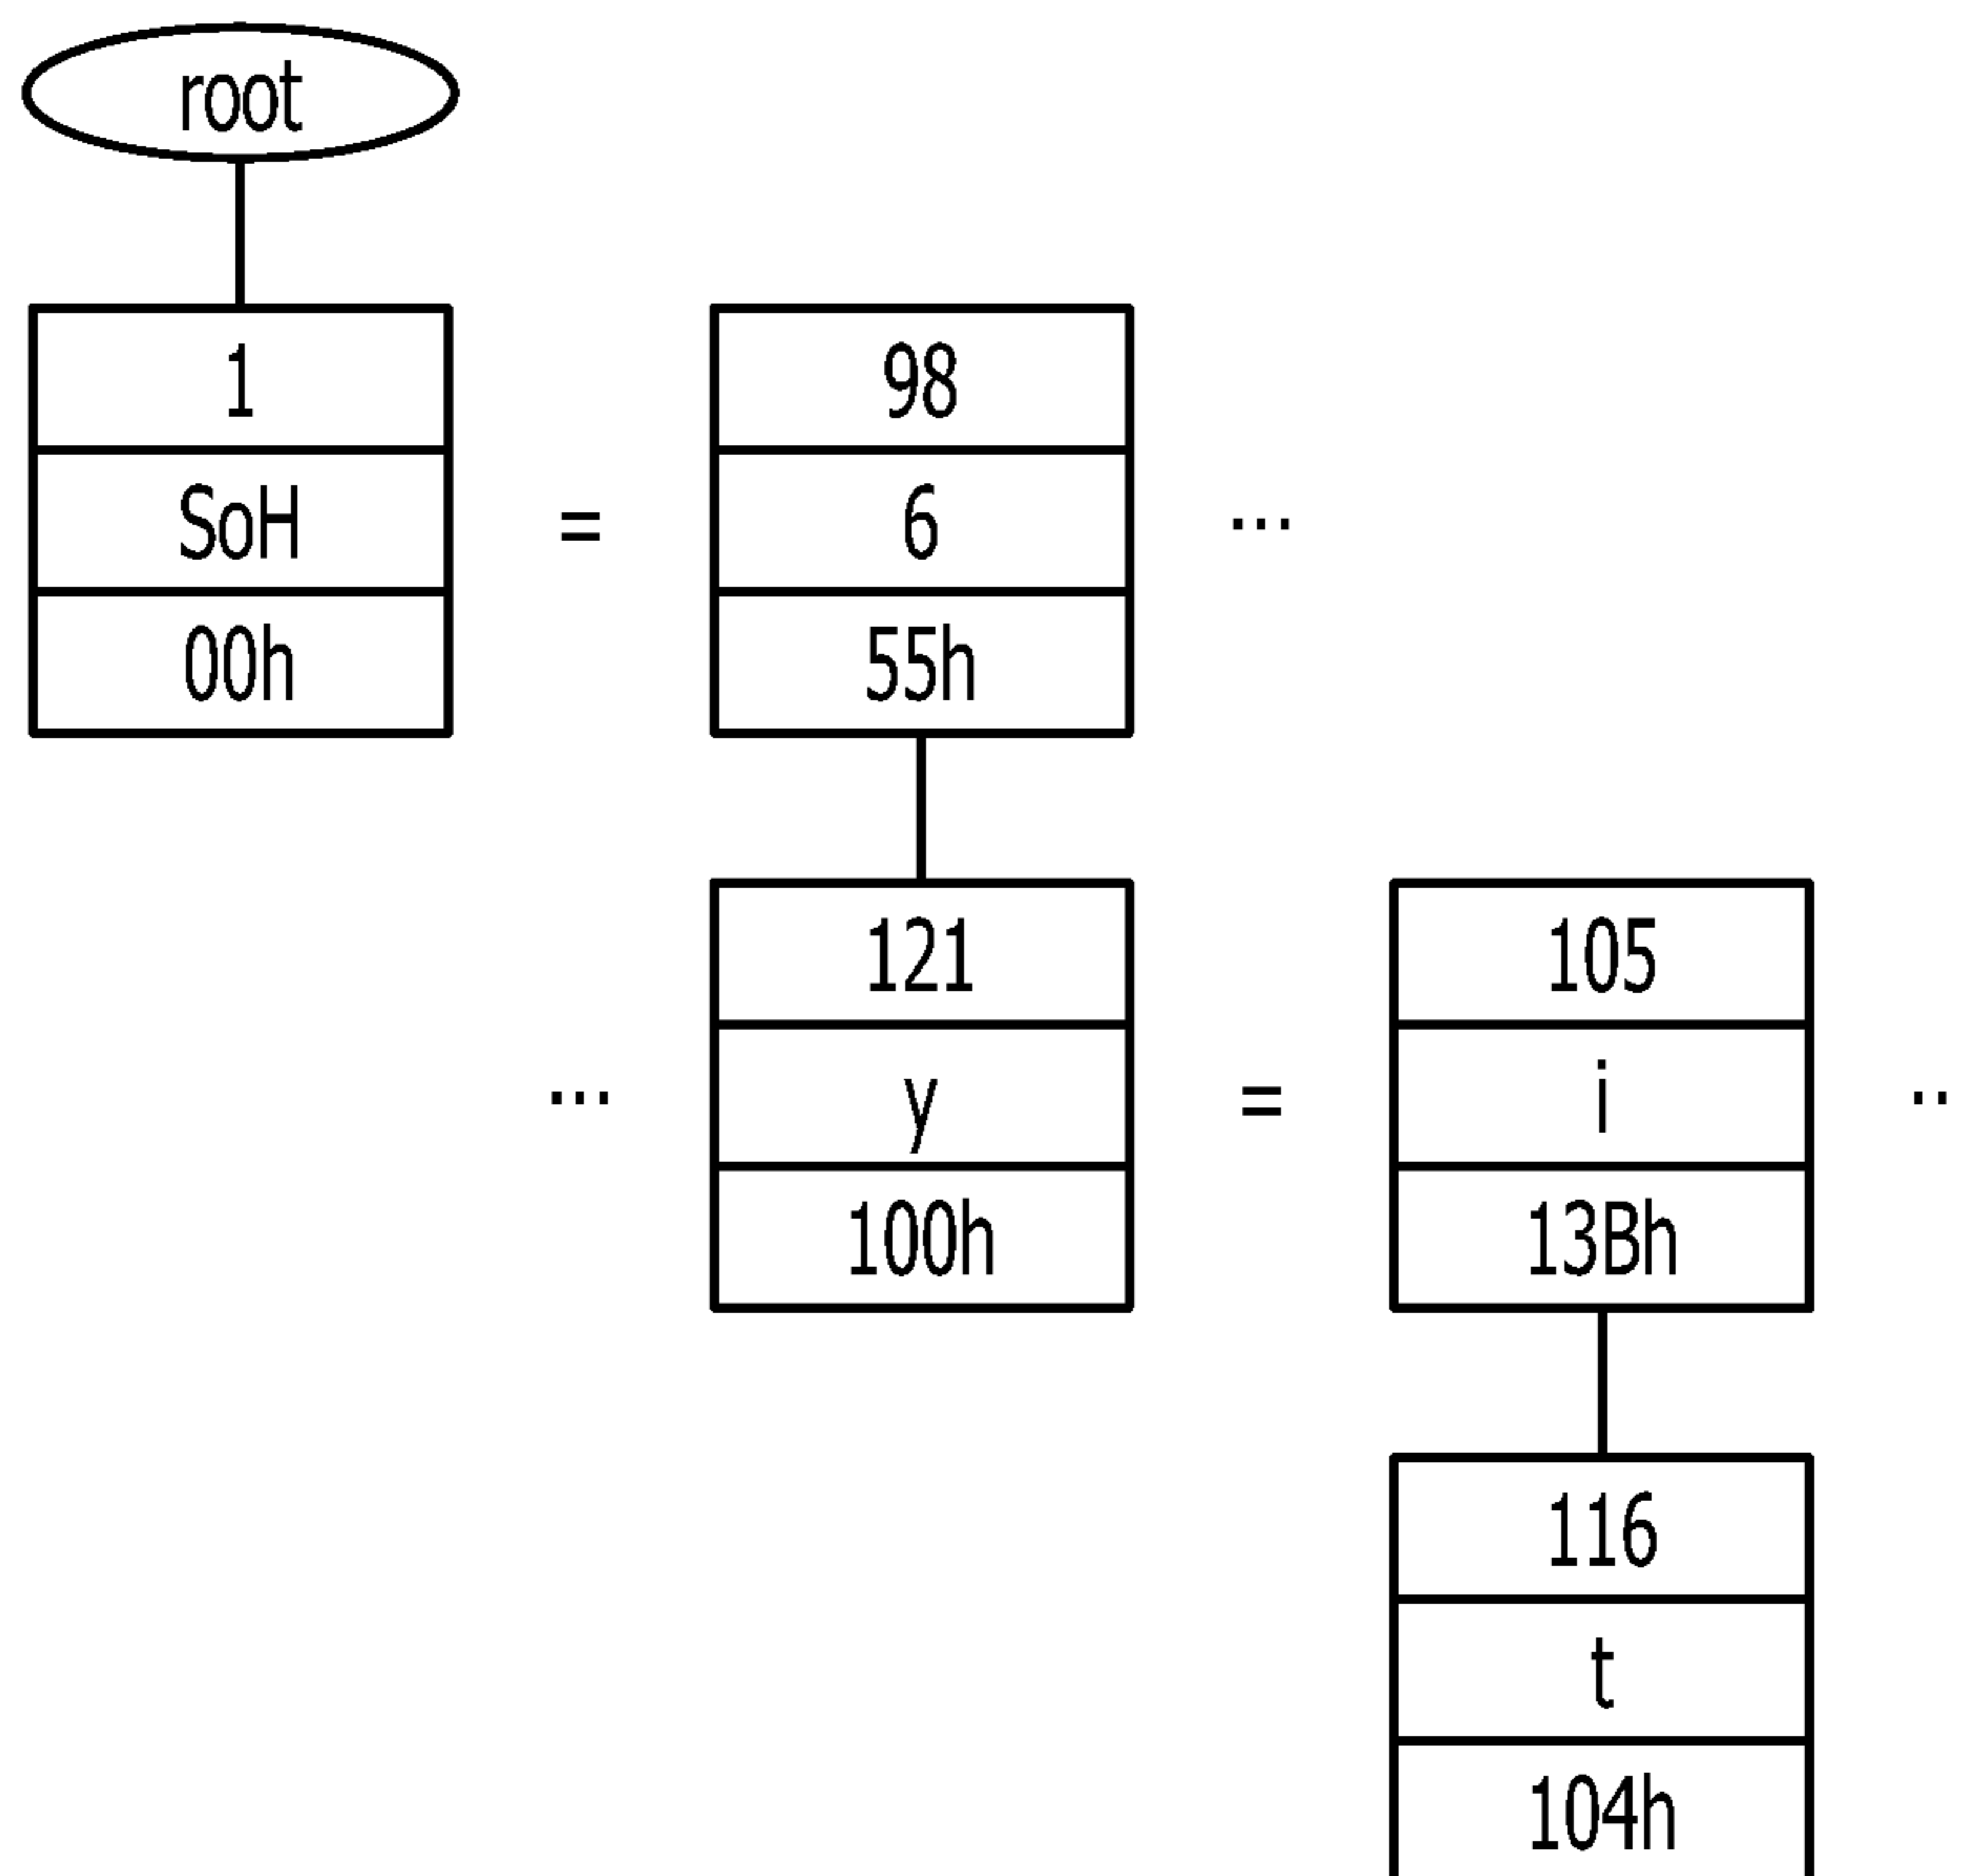 root
1
SoH
00h
=
98
6
55h
...
...
121
y
100h
=
105
i
13Bh
..
116
t
104h